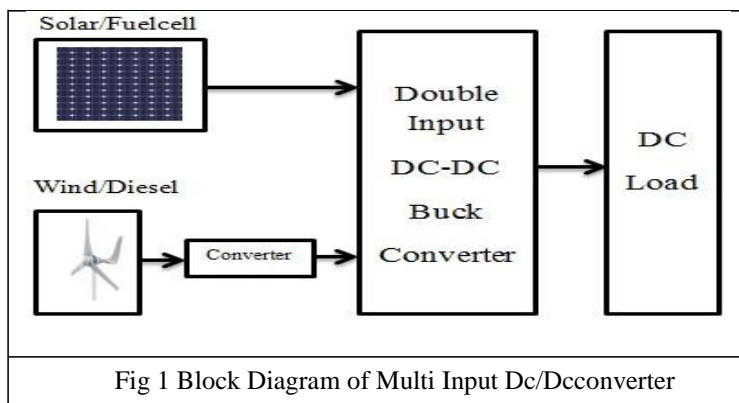 Solar/Fuelcell
Wind/Diesel
Converter
Double
Input
DC-DC
Buck
Converter
DC
Load
Fig 1 Block Diagram of Multi Input Dc/Dcconverter